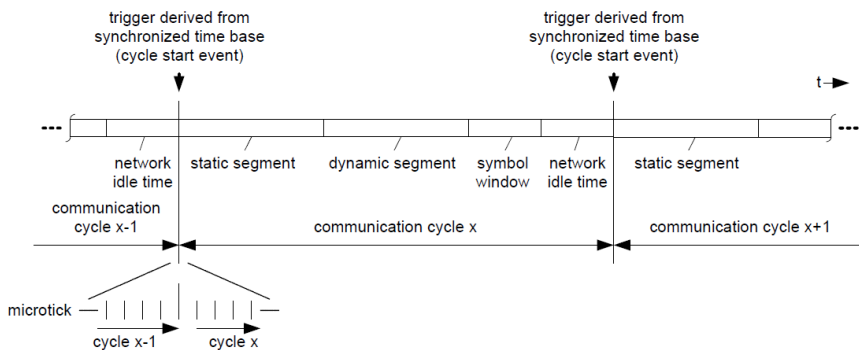 trigger derived from
synchronized time base
(cycle start event)
trigger derived from
synchronized time base
(cycle start event)
t
network
idle time
static segment
dynamic segment
symbol
window
network
idle time
static segment
communication
cycle x-1
communication cycle x
communication cycle x+1
microtick
cycle x-1
cycle x